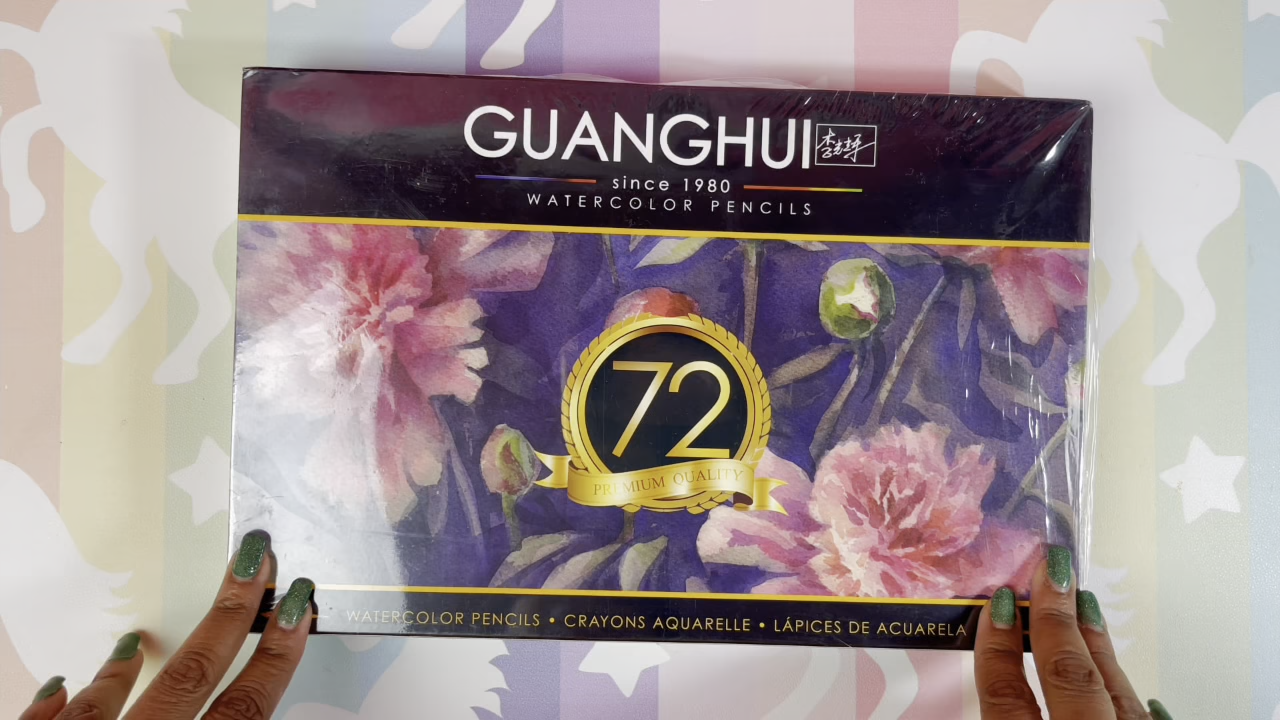 GUANGHUI
since 1980
WATERCOLOR PENCILS
72
PREMIUM QUALITY
WATERCOLOR PENCILS • CRAYONS AQUARELLE • LÁPICES DE ACUARELA